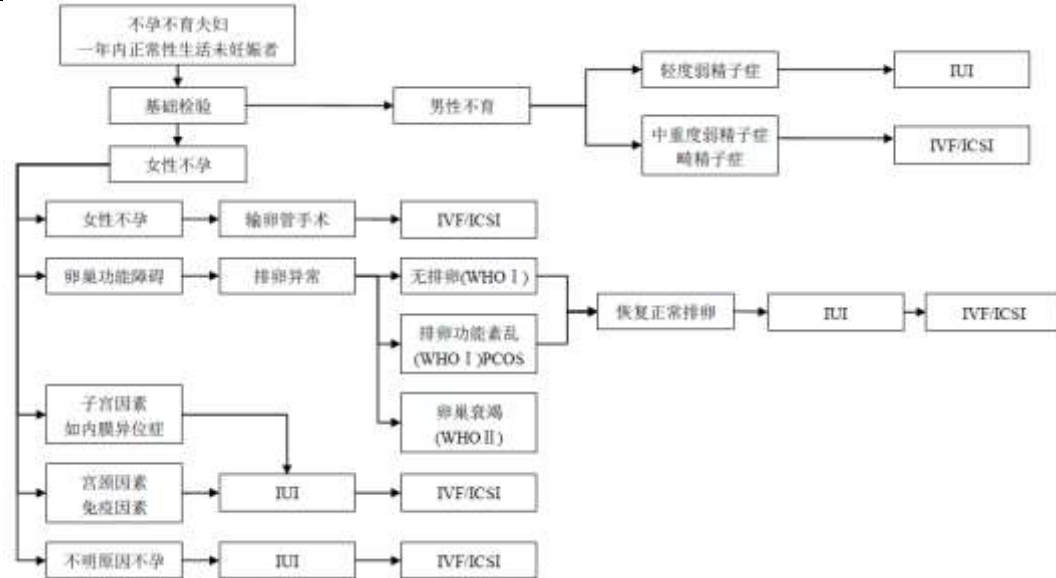 不孕不育夫妇
一年内正常性生活未妊娠者
基础检验
男性不育
轻度弱精子症
IUI
中重度弱精子症
畸精子症
IVF/ICSI
女性不孕
女性不孕
输卵管手术
IVF/ICSI
卵巢功能障碍
排卵异常
无排卵(WHO I)
排卵功能紊乱
(WHO I)PCOS
卵巢衰竭
(WHO II)
恢复正常排卵
IUI
IVF/ICSI
子宫因素
如内膜异位症
宫颈因素
免疫因素
IUI
IVF/ICSI
不明原因不孕
IUI
IVF/ICSI